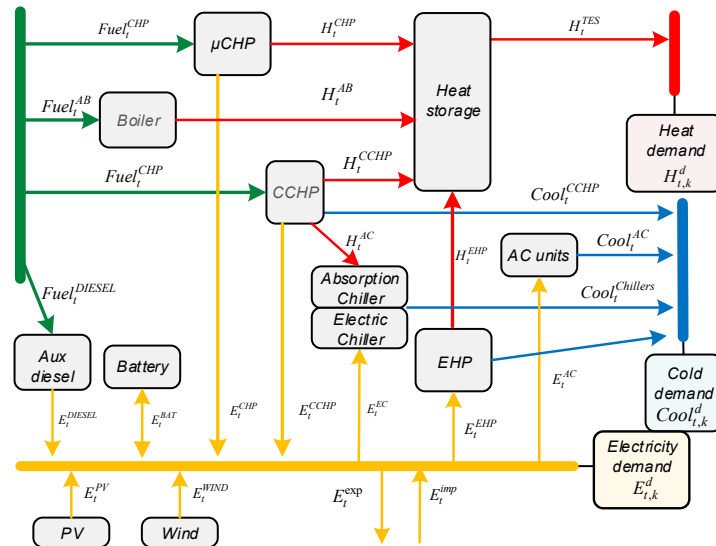 Fuel_t^{CHP}
µCHP
H_t^{CHP}
H_t^{TES}
Heat
storage
Fuel_t^{AB}
Boiler
H_t^{AB}
Heat
demand
H_{t,k}^d
Fuel_t^{CHP}
CCHP
H_t^{CCHP}
Cool_t^{CCHP}
H_t^{AC}
H_t^{EHP}
AC units
Cool_t^{AC}
Absorption
Chiller
Electric
Chiller
Cool_t^{Chillers}
Fuel_t^{DIESEL}
Aux
diesel
Battery
EHP
Cold
demand
Cool_{t,k}^d
E_t^{DIESEL}
E_t^{BAT}
E_t^{CHP}
E_t^{CCHP}
E_t^{EC}
E_t^{EHP}
E_t^{AC}
Electricity
demand
E_{t,k}^d
E_t^{PV}
E_t^{WIND}
E_t^{exp}
E_t^{imp}
PV
Wind